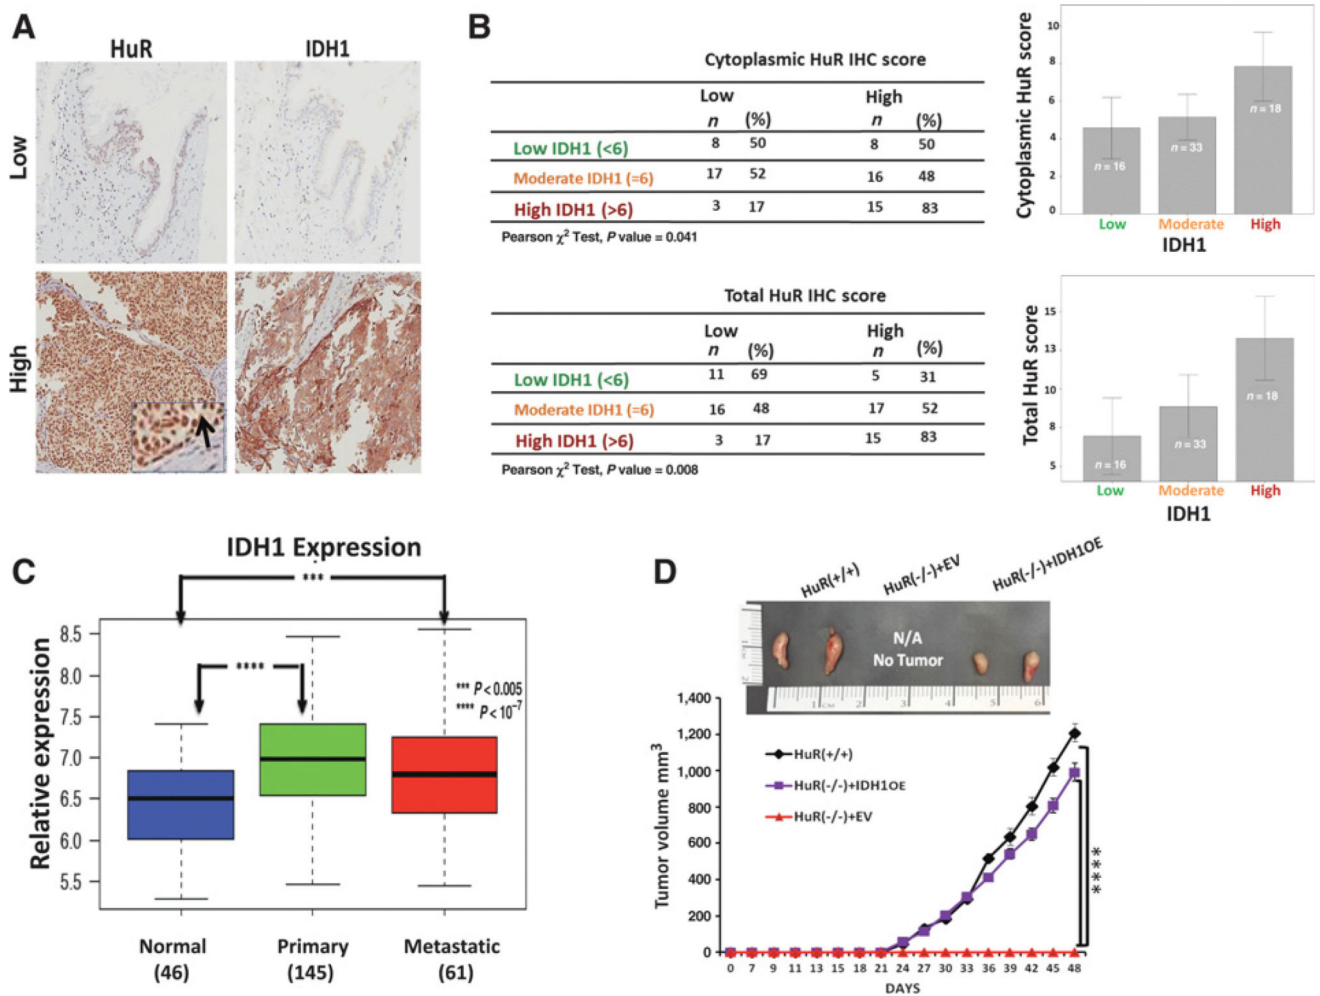 A
HuR
IDH1
Low
High
B
Cytoplasmic HuR IHC score
Low
High
n (%)
n (%)
Low IDH1 (<6) 8 50 8 50
Moderate IDH1 (=6) 17 52 16 48
High IDH1 (>6) 3 17 15 83
Pearson χ² Test, P value = 0.041
Cytoplasmic HuR score
10
8
6
4
2
0
n = 16
n = 33
n = 18
Low
Moderate
High
IDH1
Total HuR IHC score
Low
High
n (%)
n (%)
Low IDH1 (<6) 11 69 5 31
Moderate IDH1 (=6) 16 48 17 52
High IDH1 (>6) 3 17 15 83
Pearson χ² Test, P value = 0.008
Total HuR score
15
13
10
8
5
n = 16
n = 33
n = 18
Low
Moderate
High
IDH1
C
IDH1 Expression
***
****
*** P < 0.005
**** P < 10⁻⁷
Relative expression
8.5
8.0
7.5
7.0
6.5
6.0
5.5
Normal
(46)
Primary
(145)
Metastatic
(61)
D
HuR(+/+)
HuR(-/-)+EV
HuR(-/-)+IDH1OE
N/A
No Tumor
1 CM 2 3 4 5 6
Tumor volume mm³
1,400
1,200
1,000
800
600
400
200
0
HuR(+/+)
HuR(-/-)+IDH1OE
HuR(-/-)+EV
****
0 7 9 11 13 15 18 21 24 27 30 33 36 39 42 45 48
DAYS